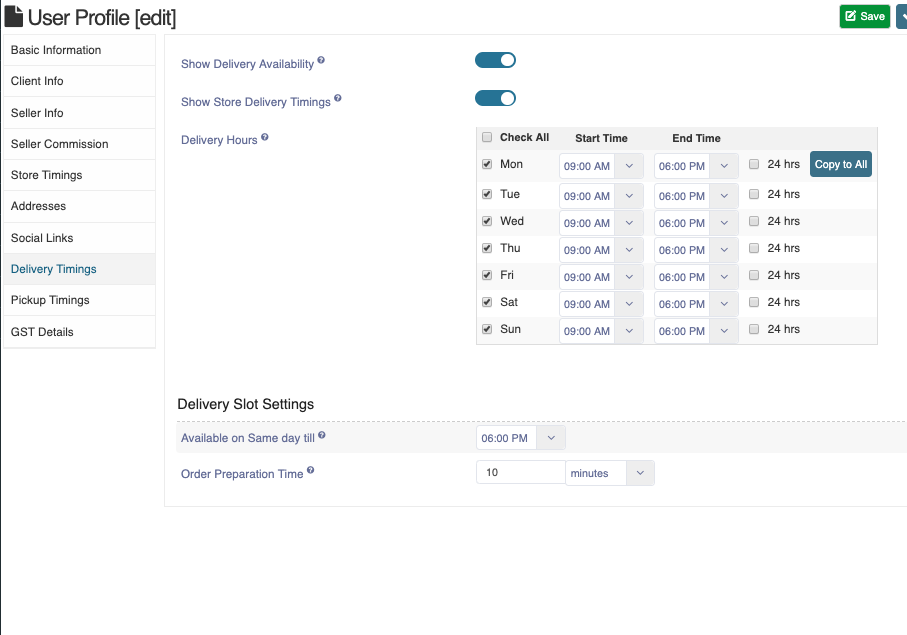 User Profile [edit]
Save
Basic Information
Client Info
Seller Info
Seller Commission
Store Timings
Addresses
Social Links
Delivery Timings
Pickup Timings
GST Details
Show Delivery Availability ?
Show Store Delivery Timings ?
Delivery Hours ?
Check All Start Time End Time
Mon 09:00 AM 06:00 PM 24 hrs Copy to All
Tue 09:00 AM 06:00 PM 24 hrs
Wed 09:00 AM 06:00 PM 24 hrs
Thu 09:00 AM 06:00 PM 24 hrs
Fri 09:00 AM 06:00 PM 24 hrs
Sat 09:00 AM 06:00 PM 24 hrs
Sun 09:00 AM 06:00 PM 24 hrs
Delivery Slot Settings
Available on Same day till ? 06:00 PM
Order Preparation Time ? 10 minutes